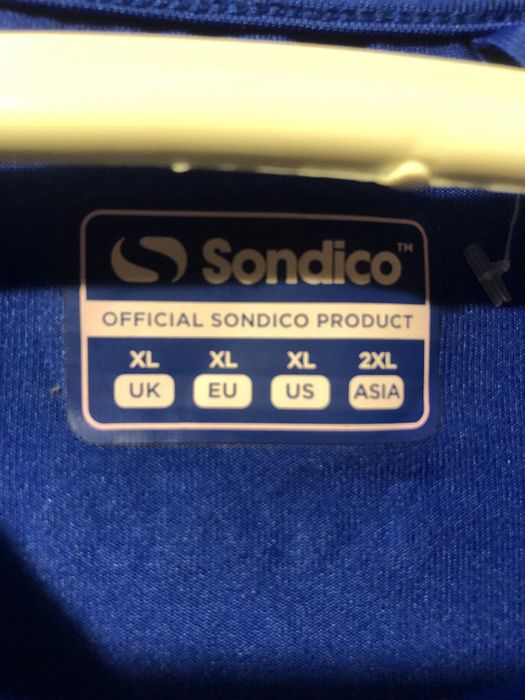 Sondico™
OFFICIAL SONDICO PRODUCT
XL XL XL 2XL
UK EU US ASIA